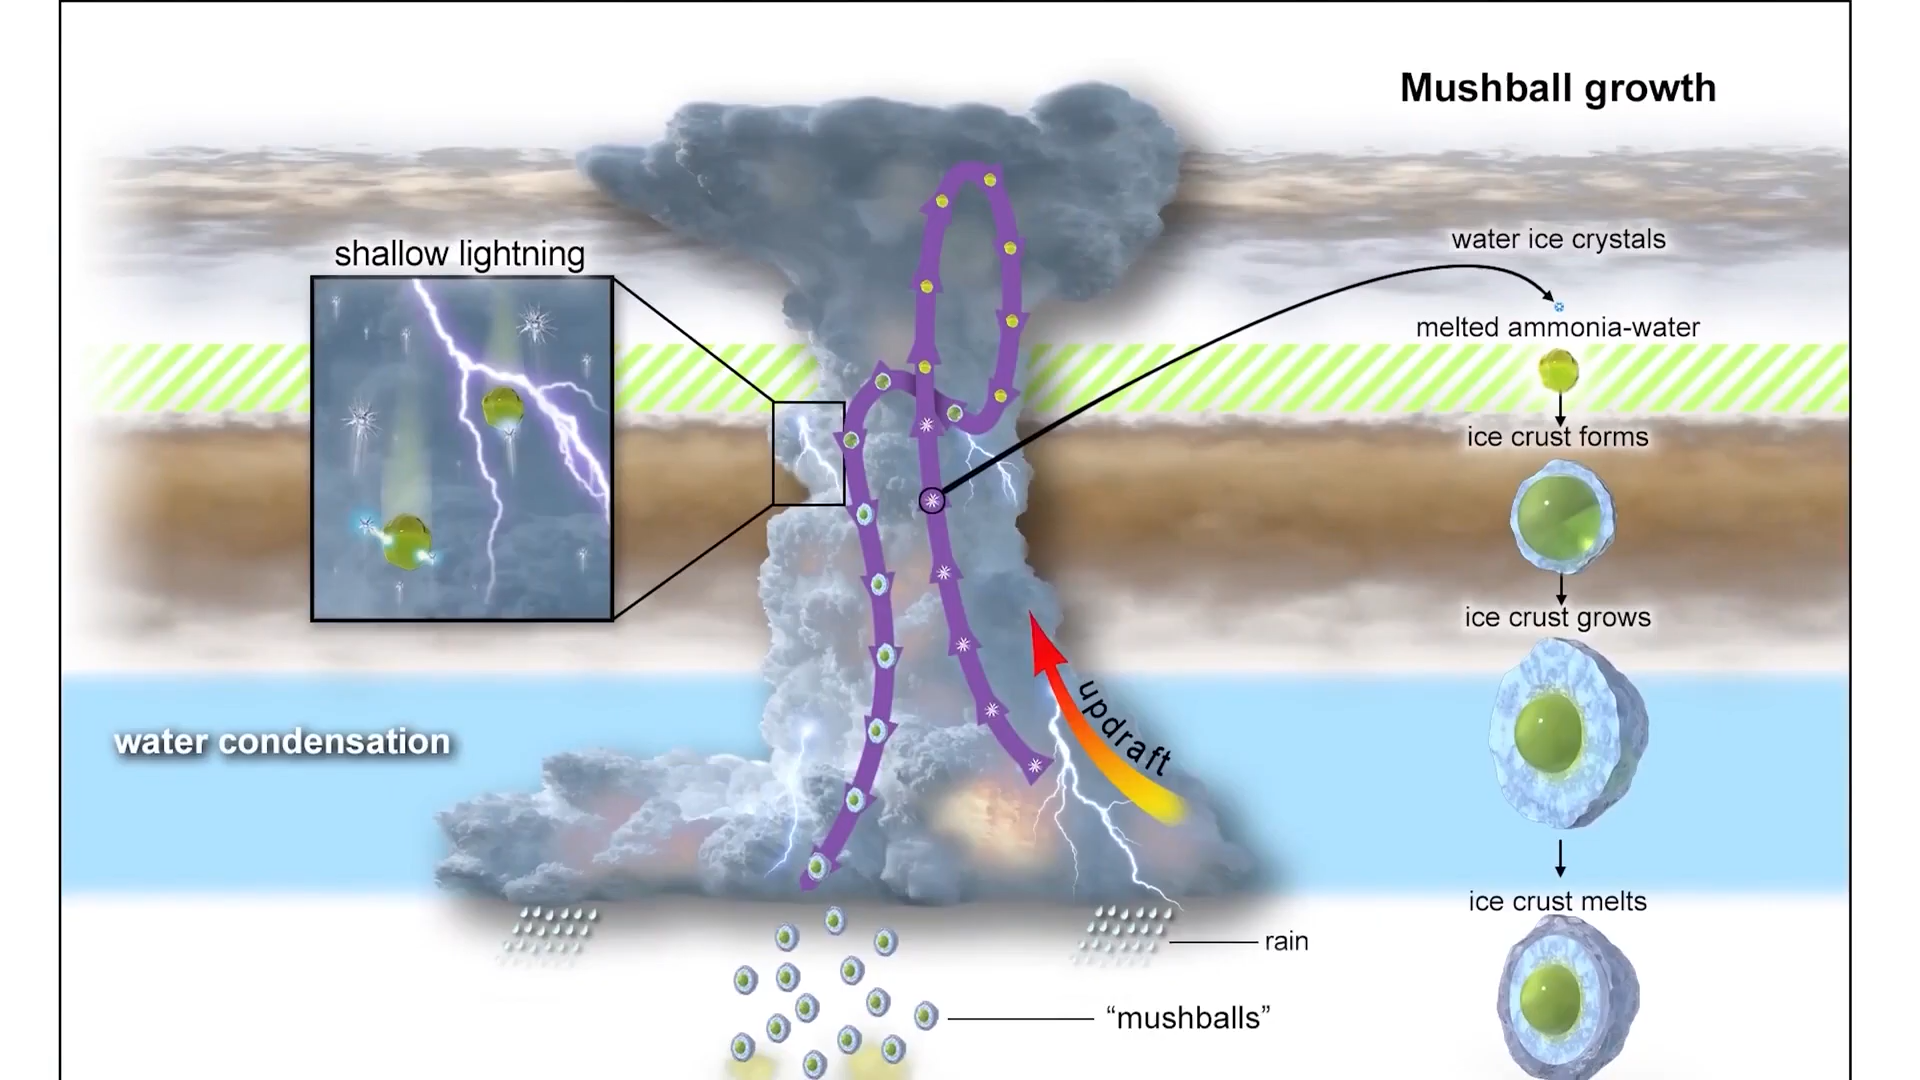 Mushball growth
shallow lightning
water ice crystals
melted ammonia-water
ice crust forms
ice crust grows
updraft
water condensation
ice crust melts
rain
“mushballs”